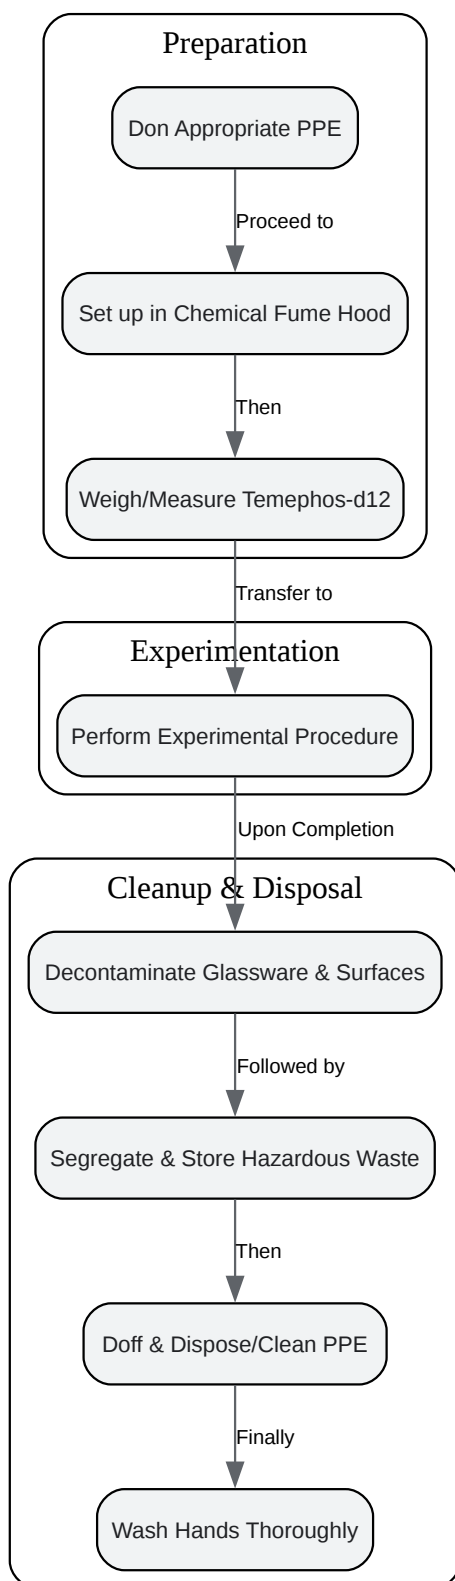 Preparation
Don Appropriate PPE
Proceed to
Set up in Chemical Fume Hood
Then
Weigh/Measure Temephos-d12
Transfer to
Experimentation
Perform Experimental Procedure
Upon Completion
Cleanup & Disposal
Decontaminate Glassware & Surfaces
Followed by
Segregate & Store Hazardous Waste
Then
Doff & Dispose/Clean PPE
Finally
Wash Hands Thoroughly